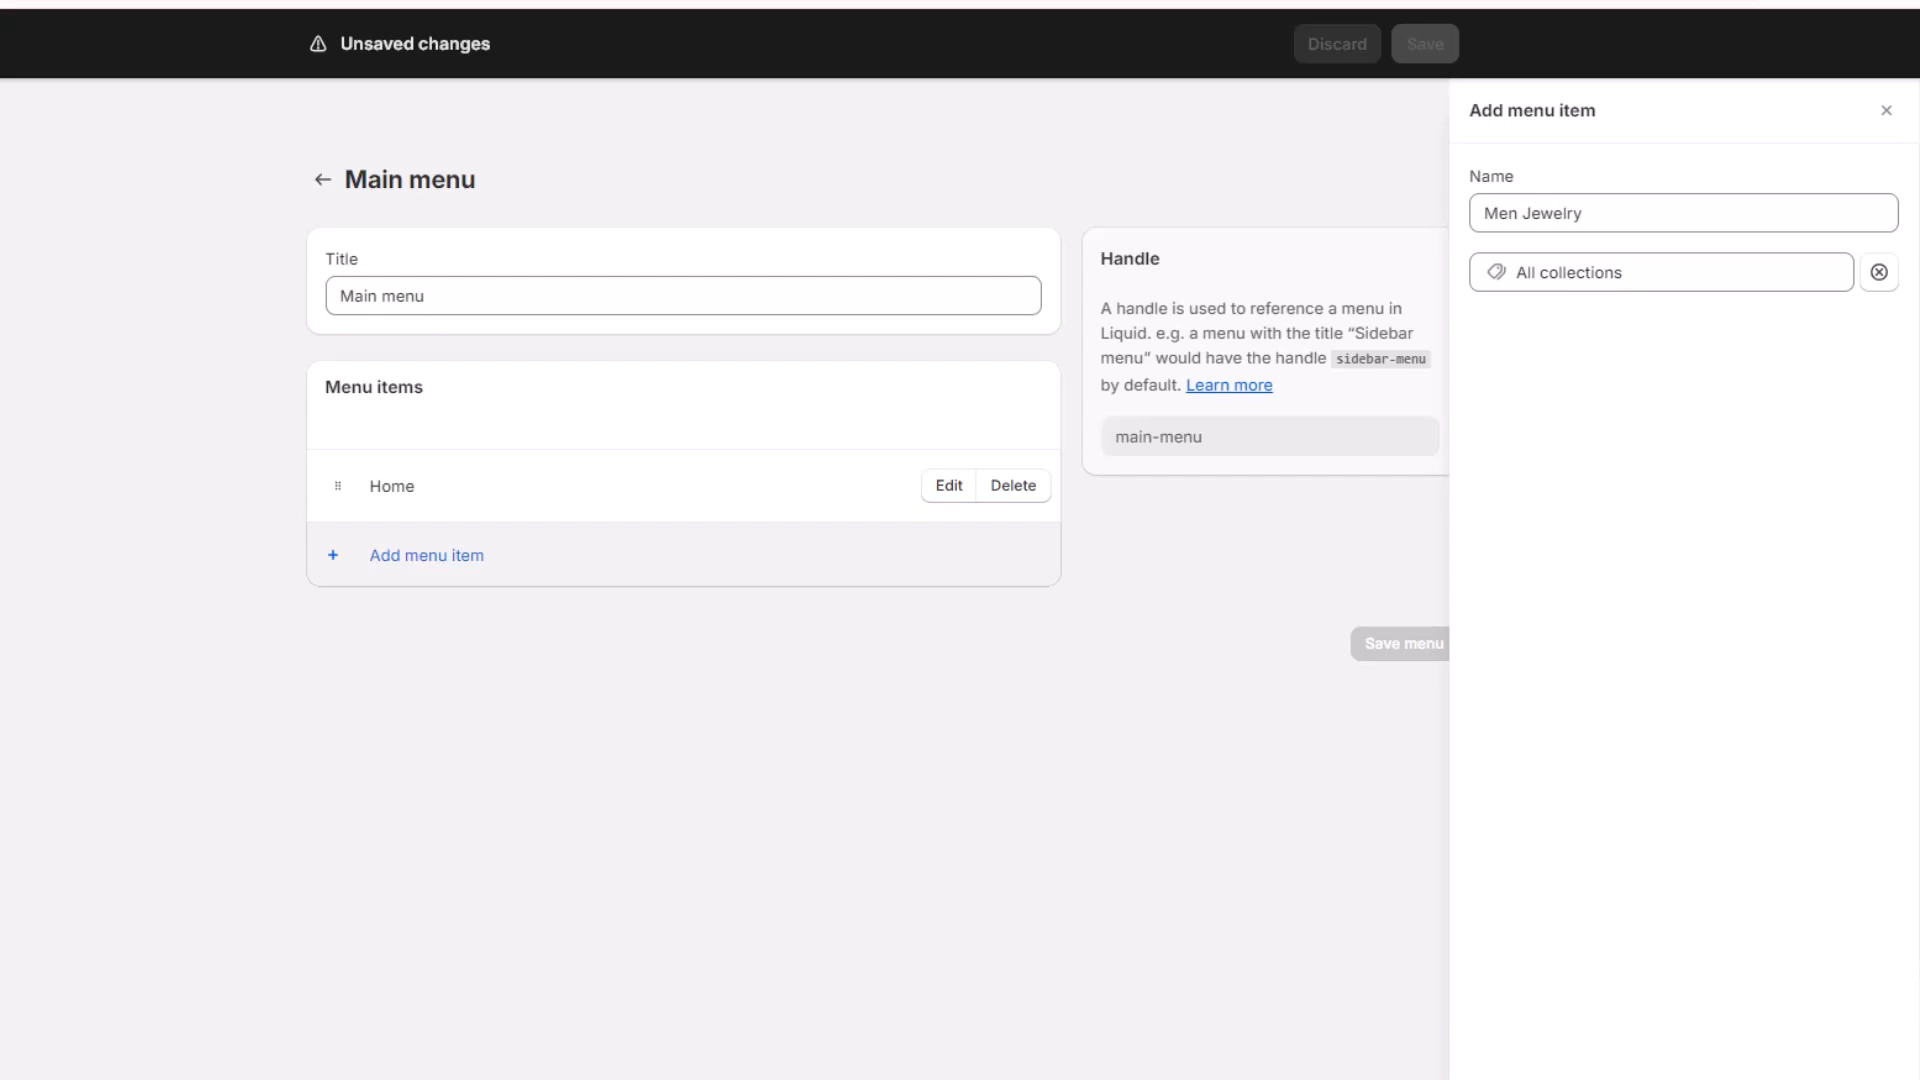 Unsaved changes
Discard
Save
Main menu
Title
Main menu
Menu items
Home
Edit
Delete
+ Add menu item
Handle
A handle is used to reference a menu in
Liquid. e.g. a menu with the title “Sidebar
menu” would have the handle sidebar-menu
by default. Learn more
main-menu
Save menu
Add menu item
Name
Men Jewelry
All collections